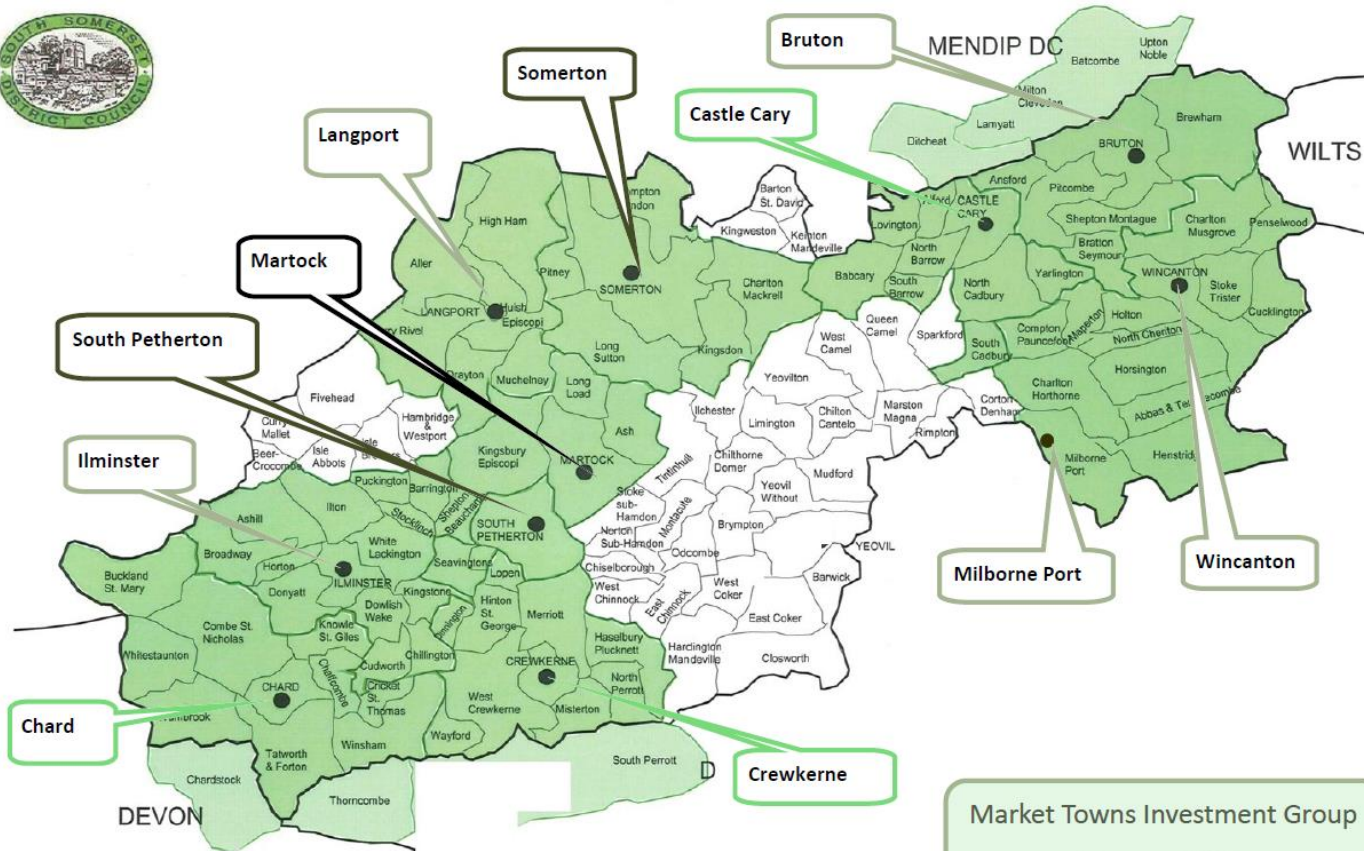 SOUTH SOMERSET
DISTRICT COUNCIL
Bruton
MENDIP DC
Upton
Noble
Batcombe
Somerton
Milton
Clevedon
Castle Cary
Lamyatt
Brewham
Langport
Ditcheat
BRUTON
WILTS
Ansford
Pitcombe
Barton
St. David
CASTLE
CARY
High Ham
Lovington
Shepton Montague
Charlton
Musgrove
Penselwood
Kingweston
Keinton
Mandeville
North
Barrow
Bratton
Seymour
Martock
Aller
Pitney
Babcary
South
Barrow
Yarlington
WINCANTON
SOMERTON
Charlton
Mackrell
North
Cadbury
Stoke
Trister
Cucklington
LANGPORT
Huish
Episcopi
Holton
Maperton
South Petherton
Queen
Camel
Sparkford
Compton
Pauncefoot
North Cheriton
Long
Sutton
Kingsdon
West
Camel
South
Cadbury
Horsington
Drayton
Muchelney
Long
Load
Yeovilton
Charlton
Horthorne
Fivehead
Ilchester
Limington
Chilton
Cantelo
Marston
Magna
Corton
Denham
Hambridge
& Westport
Ash
Rimpton
Curry
Mallet
Isle
Abbots
Beer-
Crocombe
Kingsbury
Episcopi
MARTOCK
Tintinhull
Chilthorne
Domer
Mudford
Milborne
Port
Ilminster
Puckington
Barrington
Ilton
Stocklinch
Shepton
Beauchamp
Stoke
sub-
Hamdon
Montacute
Yeovil
Without
Ashill
SOUTH
PETHERTON
Norton
Sub-Hamdon
Brympton
White
Lackington
Odcombe
YEOVIL
Broadway
Horton
Seavingtons
Lopen
Chiselborough
Wincanton
Milborne Port
Buckland
St. Mary
ILMINSTER
Kingstone
West
Chinnock
East
Chinnock
West
Coker
Barwick
Donyatt
Dowlish
Wake
Hinton
St.
George
Merriott
East Coker
Combe St.
Nicholas
Knowle
St. Giles
Dinnington
Haselbury
Plucknett
Hardington
Mandeville
Closworth
Whitestaunton
Cudworth
Chillington
CREWKERNE
North
Perrott
CHARD
Chaffcombe
Cricket
St.
Thomas
West
Crewkerne
Misterton
Chard
Winsham
Wayford
Tatworth
& Forton
South Perrott
D
Crewkerne
Chardstock
Thorncombe
DEVON
Market Towns Investment Group